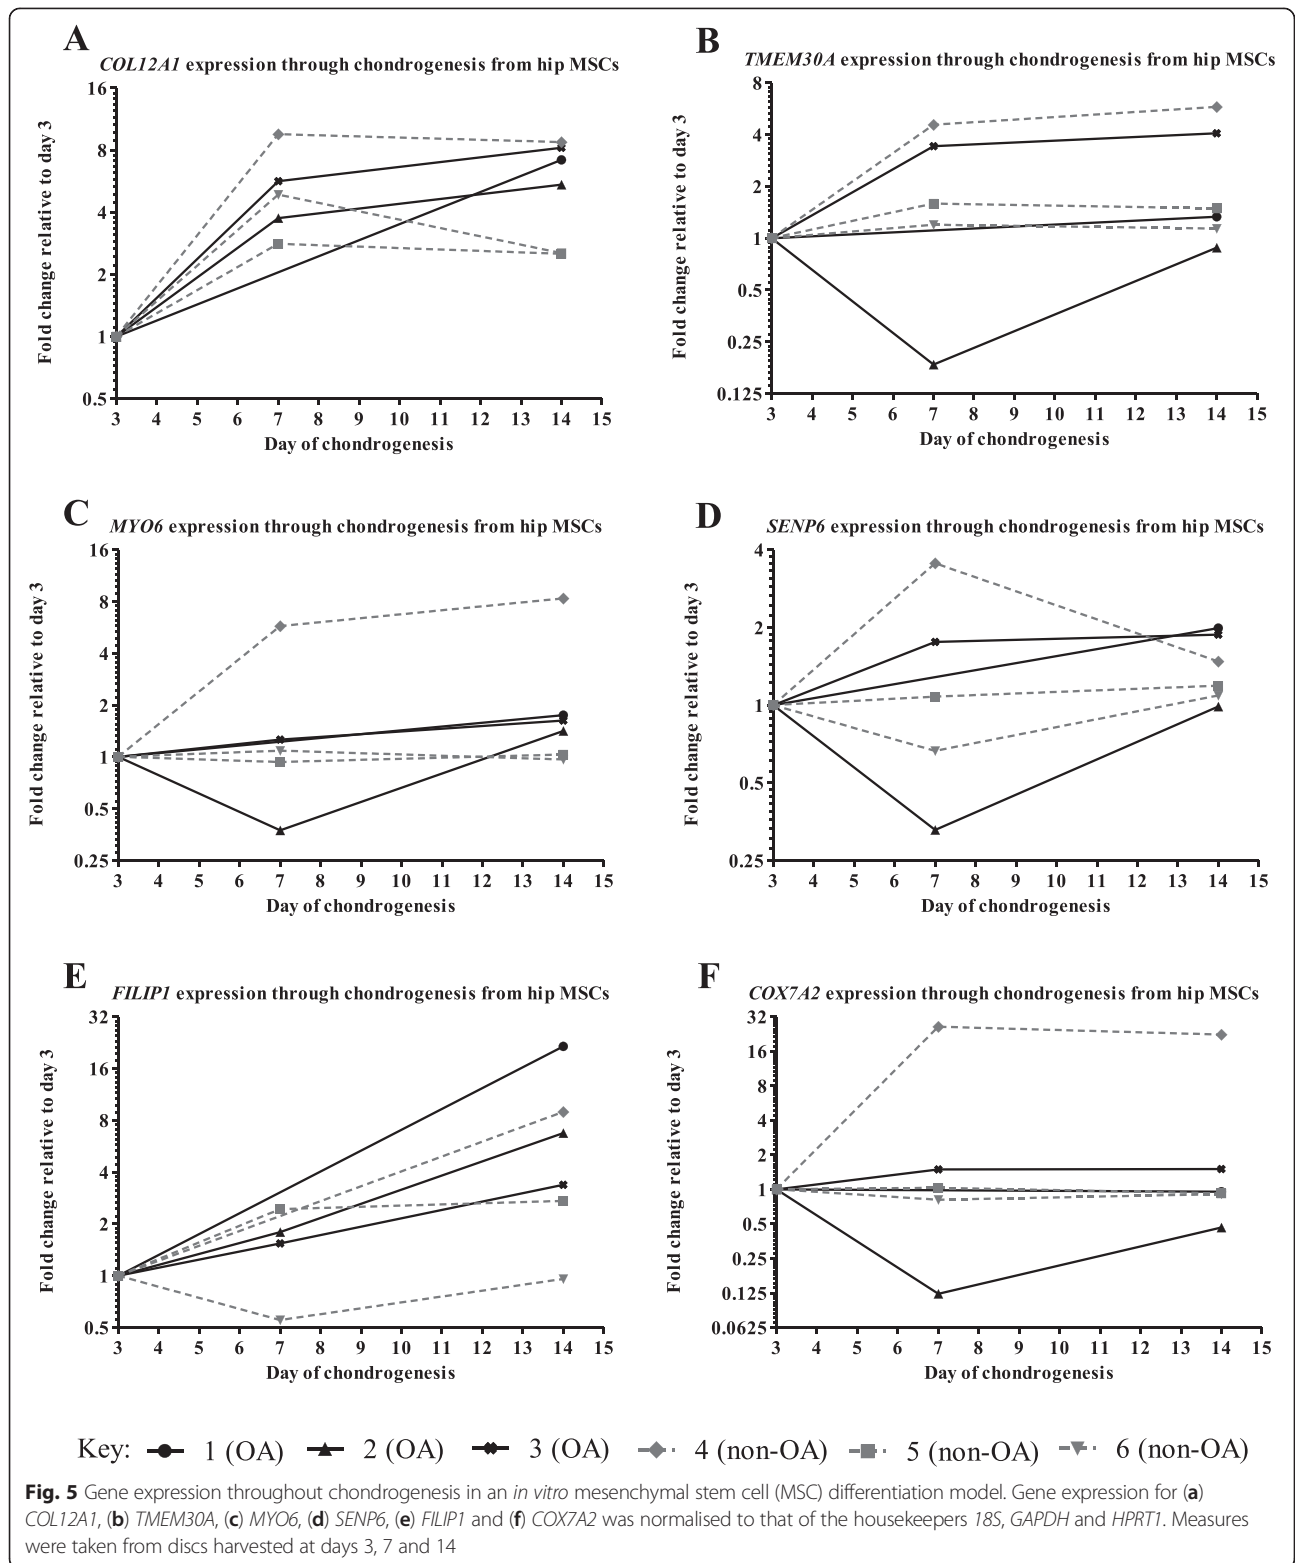 A
COL12A1 expression through chondrogenesis from hip MSCs
Fold change relative to day 3
16
8
4
2
1
0.5
3 4 5 6 7 8 9 10 11 12 13 14 15
Day of chondrogenesis
B
TMEM30A expression through chondrogenesis from hip MSCs
Fold change relative to day 3
8
4
2
1
0.5
0.25
0.125
3 4 5 6 7 8 9 10 11 12 13 14 15
Day of chondrogenesis
C
MYO6 expression through chondrogenesis from hip MSCs
Fold change relative to day 3
16
8
4
2
1
0.5
0.25
3 4 5 6 7 8 9 10 11 12 13 14 15
Day of chondrogenesis
D
SENP6 expression through chondrogenesis from hip MSCs
Fold change relative to day 3
4
2
1
0.5
0.25
3 4 5 6 7 8 9 10 11 12 13 14 15
Day of chondrogenesis
E
FILIP1 expression through chondrogenesis from hip MSCs
Fold change relative to day 3
32
16
8
4
2
1
0.5
3 4 5 6 7 8 9 10 11 12 13 14 15
Day of chondrogenesis
F
COX7A2 expression through chondrogenesis from hip MSCs
Fold change relative to day 3
32
16
8
4
2
1
0.5
0.25
0.125
0.0625
3 4 5 6 7 8 9 10 11 12 13 14 15
Day of chondrogenesis
Key: 1 (OA) 2 (OA) 3 (OA) 4 (non-OA) 5 (non-OA) 6 (non-OA)
Fig. 5 Gene expression throughout chondrogenesis in an in vitro mesenchymal stem cell (MSC) differentiation model. Gene expression for (a)
COL12A1, (b) TMEM30A, (c) MYO6, (d) SENP6, (e) FILIP1 and (f) COX7A2 was normalised to that of the housekeepers 18S, GAPDH and HPRT1. Measures
were taken from discs harvested at days 3, 7 and 14